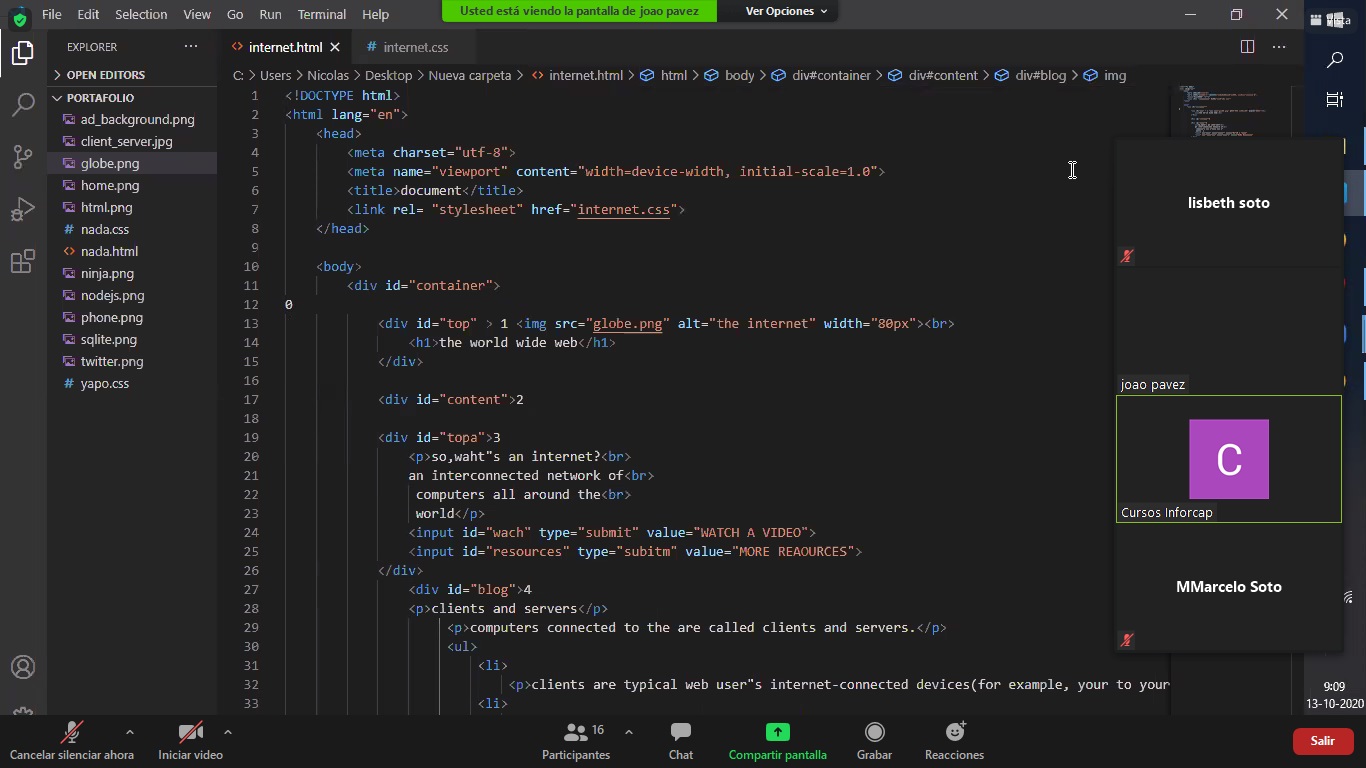 File Edit Selection View Go Run Terminal Help
Usted está viendo la pantalla de joao pavez
Ver Opciones
Vista
EXPLORER
internet.html
internet.css
OPEN EDITORS
C: > Users > Nicolas > Desktop > Nueva carpeta > internet.html > html > body > div#container > div#content > div#blog > img
PORTAFOLIO
ad_background.png
client_server.jpg
globe.png
home.png
html.png
nada.css
nada.html
ninja.png
nodejs.png
phone.png
sqlite.png
twitter.png
yapo.css
1 <!DOCTYPE html>
2 <html lang="en">
3 <head>
4 <meta charset="utf-8">
5 <meta name="viewport" content="width=device-width, initial-scale=1.0">
6 <title>document</title>
7 <link rel= "stylesheet" href="internet.css">
8 </head>
9
10 <body>
11 <div id="container">
12 0
13 <div id="top" > 1 <img src="globe.png" alt="the internet" width="80px"><br>
14 <h1>the world wide web</h1>
15 </div>
16
17 <div id="content">2
18
19 <div id="topa">3
20 <p>so,waht"s an internet?<br>
21 an interconnected network of<br>
22 computers all around the<br>
23 world</p>
24 <input id="wach" type="submit" value="WATCH A VIDEO">
25 <input id="resources" type="subitm" value="MORE REAOURCES">
26 </div>
27 <div id="blog">4
28 <p>clients and servers</p>
29 <p>computers connected to the are called clients and servers.</p>
30 <ul>
31 <li>
32 <p>clients are typical web user"s internet-connected devices(for example, your to your
33 <li>
lisbeth soto
joao pavez
C
Cursos Inforcap
MMarcelo Soto
9:09
13-10-2020
Cancelar silenciar ahora
Iniciar video
Participantes 16
Chat
Compartir pantalla
Grabar
Reacciones
Salir